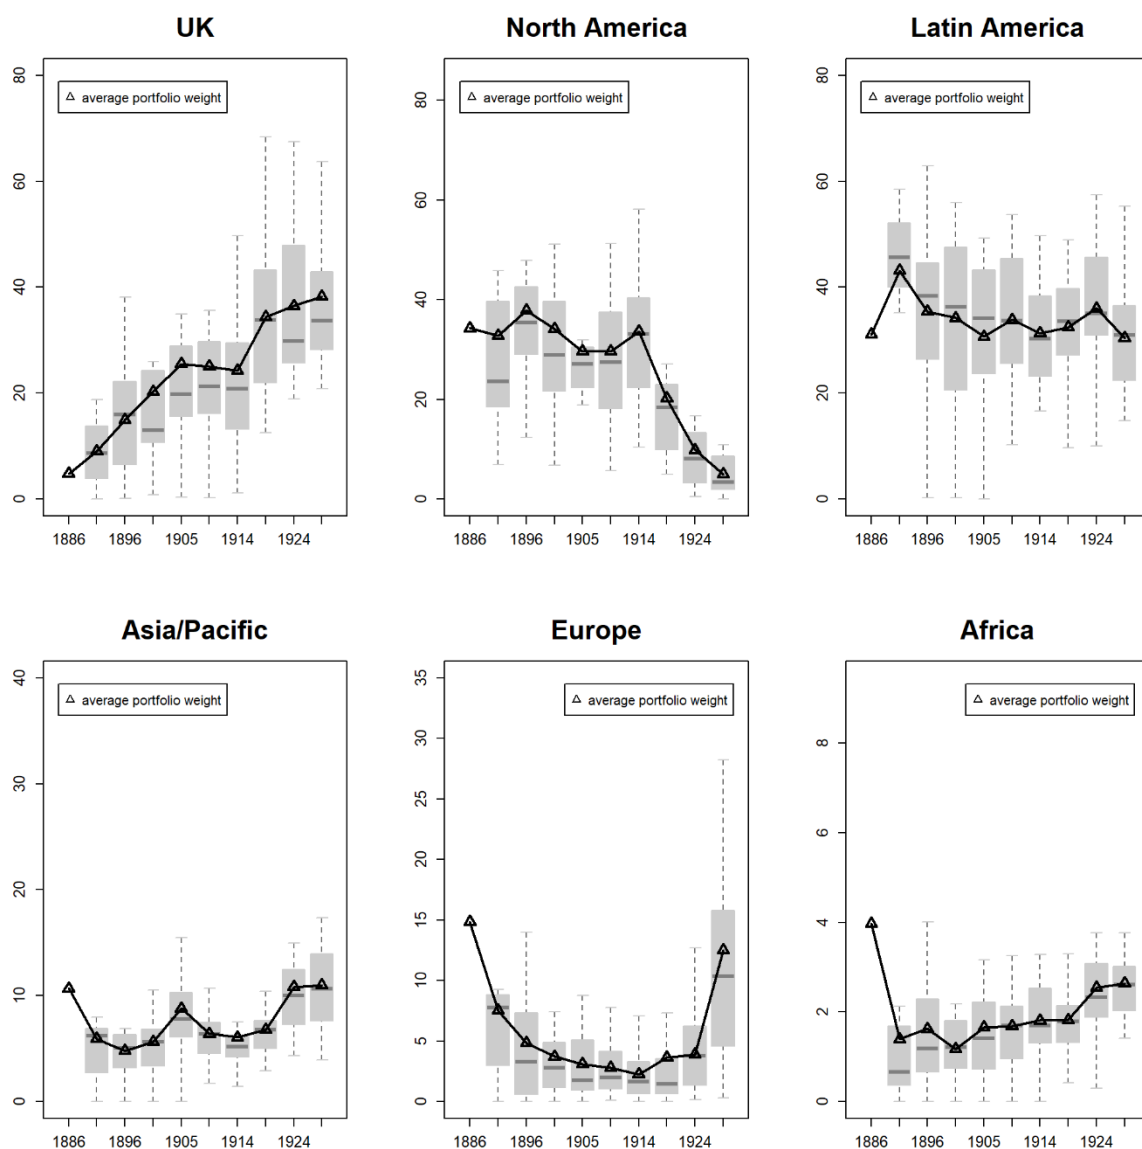 UK
North America
Latin America
average portfolio weight
average portfolio weight
average portfolio weight
80
60
40
20
0
80
60
40
20
0
80
60
40
20
0
1886 1896 1905 1914 1924
1886 1896 1905 1914 1924
1886 1896 1905 1914 1924
Asia/Pacific
Europe
Africa
average portfolio weight
average portfolio weight
average portfolio weight
40
30
20
10
0
35
30
25
20
15
10
5
0
8
6
4
2
0
1886 1896 1905 1914 1924
1886 1896 1905 1914 1924
1886 1896 1905 1914 1924